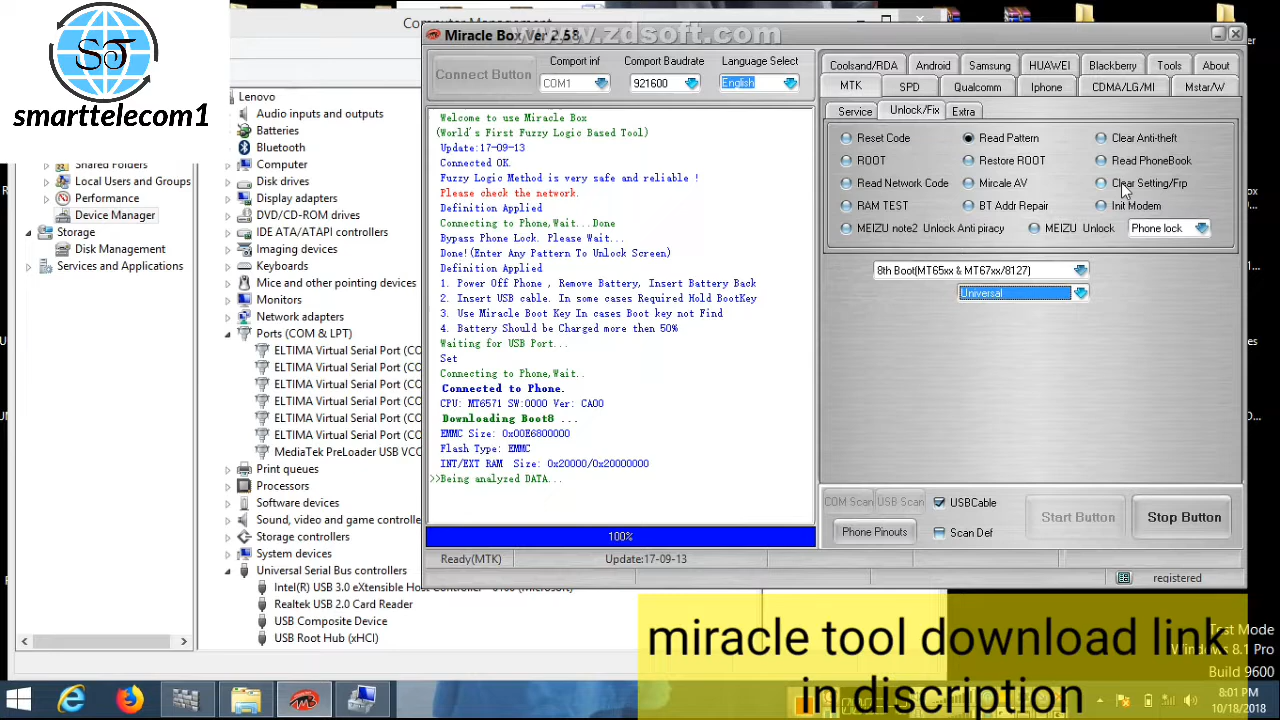 Computer Management
Miracle Box Ver 2.58
www.zdsoft.com
ST
smarttelecom1
Connect Button
Comport inf
Comport Baudrate
Language Select
COM1
921600
English
Coolsand/RDA
Android
Samsung
HUAWEI
Blackberry
Tools
About
MTK
SPD
Qualcomm
Iphone
CDMA/LG/MI
Mstar/W
Service
Unlock/Fix
Extra
Reset Code
Read Pattern
Clear Anti-theft
ROOT
Restore ROOT
Read PhoneBook
Read Network Code
Mircale AV
Clear Setting/Frp
RAM TEST
BT Addr Repair
Init Modem
MEIZU note2 Unlock Anti piracy
MEIZU Unlock
Phone lock
8th Boot(MT65xx & MT67xx/8127)
Universal
Welcome to use Miracle Box
(World's First Fuzzy Logic Based Tool)
Update:17-09-13
Connected OK.
Fuzzy Logic Method is very safe and reliable !
Please check the network.
Definition Applied
Connecting to Phone,Wait...Done
Bypass Phone Lock. Please Wait...
Done!(Enter Any Pattern To Unlock Screen)
Definition Applied
1. Power Off Phone , Remove Battery, Insert Battery Back
2. Insert USB cable. In some cases Required Hold BootKey
3. Use Miracle Boot Key In cases Boot key not Find
4. Battery Should be Charged more then 50%
Waiting for USB Port...
Set
Connecting to Phone,Wait..
Connected to Phone.
CPU: MT6571 SW:0000 Ver: CA00
Downloading Boot8 ...
EMMC Size: 0x00E6800000
Flash Type: EMMC
INT/EXT RAM Size: 0x20000/0x20000000
>>Being analyzed DATA...
100%
Ready(MTK)
Update:17-09-13
COM Scan
USB Scan
USBCable
Phone Pinouts
Scan Def
Start Button
Stop Button
registered
Shared Folders
Local Users and Groups
Performance
Device Manager
Storage
Disk Management
Services and Applications
Lenovo
Audio inputs and outputs
Batteries
Bluetooth
Computer
Disk drives
Display adapters
DVD/CD-ROM drives
IDE ATA/ATAPI controllers
Imaging devices
Keyboards
Mice and other pointing devices
Monitors
Network adapters
Ports (COM & LPT)
ELTIMA Virtual Serial Port (CO
ELTIMA Virtual Serial Port (CO
ELTIMA Virtual Serial Port (CO
ELTIMA Virtual Serial Port (CO
ELTIMA Virtual Serial Port (CO
ELTIMA Virtual Serial Port (CO
MediaTek PreLoader USB VCO
Print queues
Processors
Software devices
Sound, video and game controlle
Storage controllers
System devices
Universal Serial Bus controllers
Intel(R) USB 3.0 eXtensible Host Controller - 0100 (Microsoft)
Realtek USB 2.0 Card Reader
USB Composite Device
USB Root Hub (xHCI)
miracle tool download link
in discription
Test Mode
Windows 8.1 Pro
Build 9600
8:01 PM
10/18/2018